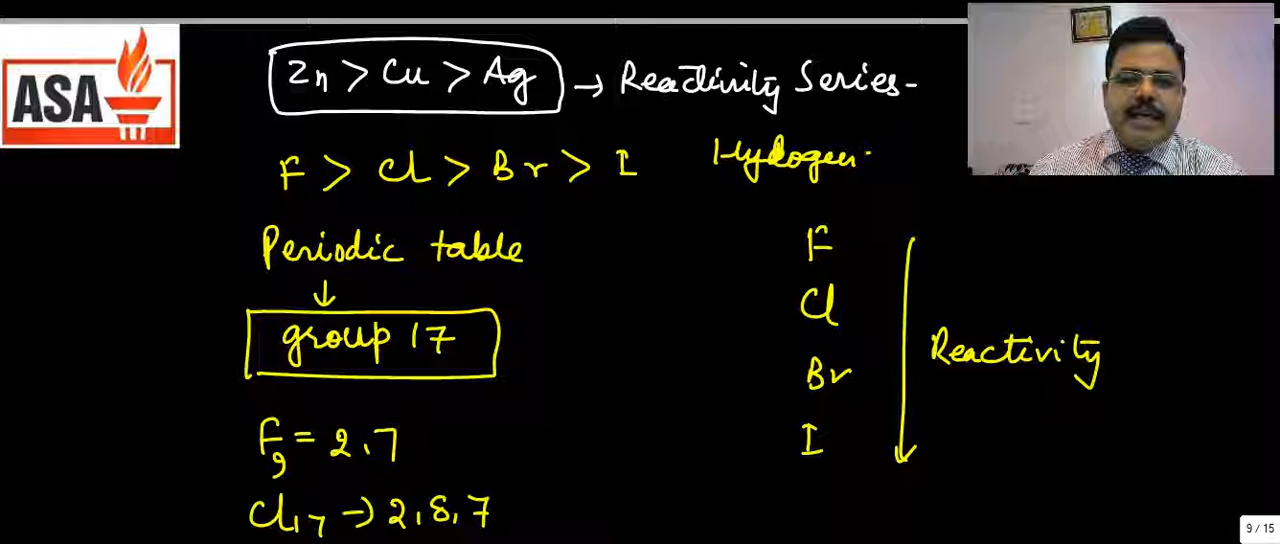 ASA
Zn > Cu > Ag → Reactivity Series-
F > Cl > Br > I
Hydrogen.
Periodic table
↓
group 17
F₉ = 2,7
Cl₁₇ → 2,8,7
F
Cl
Br
I
Reactivity
9 / 15